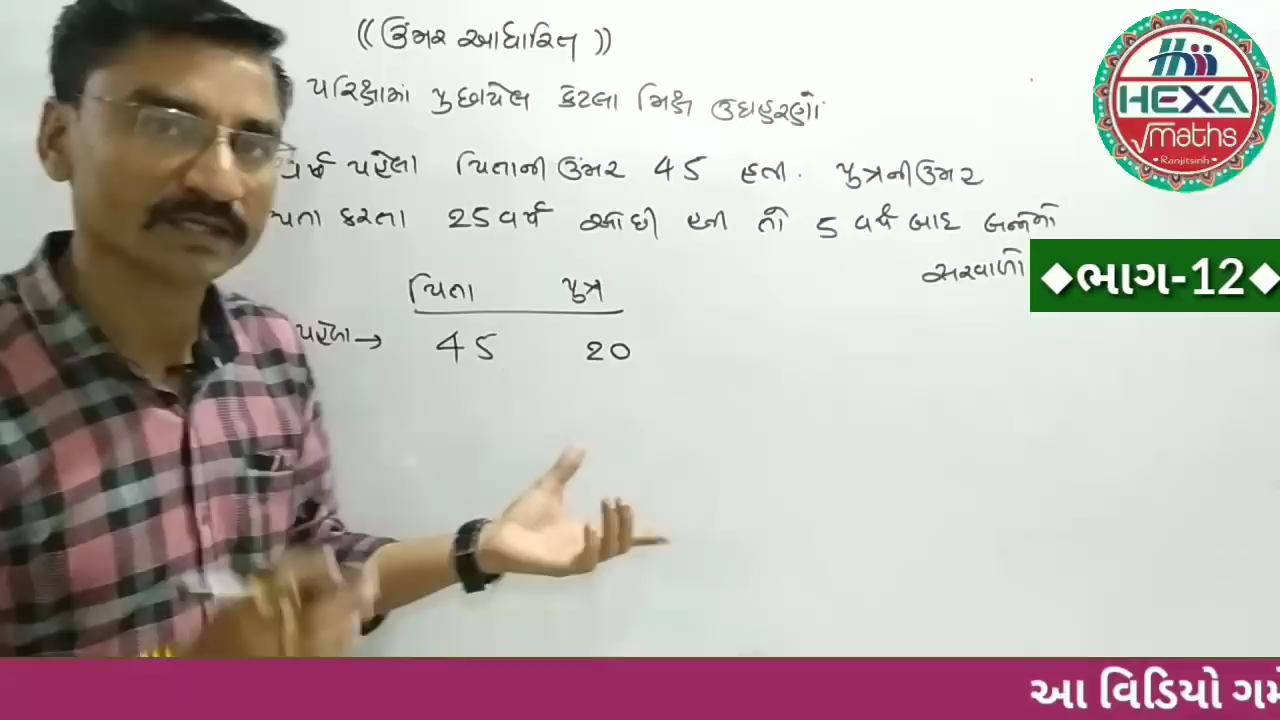 (( ઉંમર આધારિત ))
પરિક્ષામાં પુછાયેલ કેટલા મિક્ષ ઉદાહરણો
વર્ષ પહેલા પિતાની ઉંમર 45 હતી. પુત્રની ઉંમર
પિતા કરતા 25 વર્ષ ઓછી હતી તો 5 વર્ષ બાદ બન્નેનો
સરવાળો
પિતા પુત્ર
પહેલા → 45 20
HEXA
√maths
Ranjitsinh
◆ભાગ-12◆
આ વિડિયો ગમે